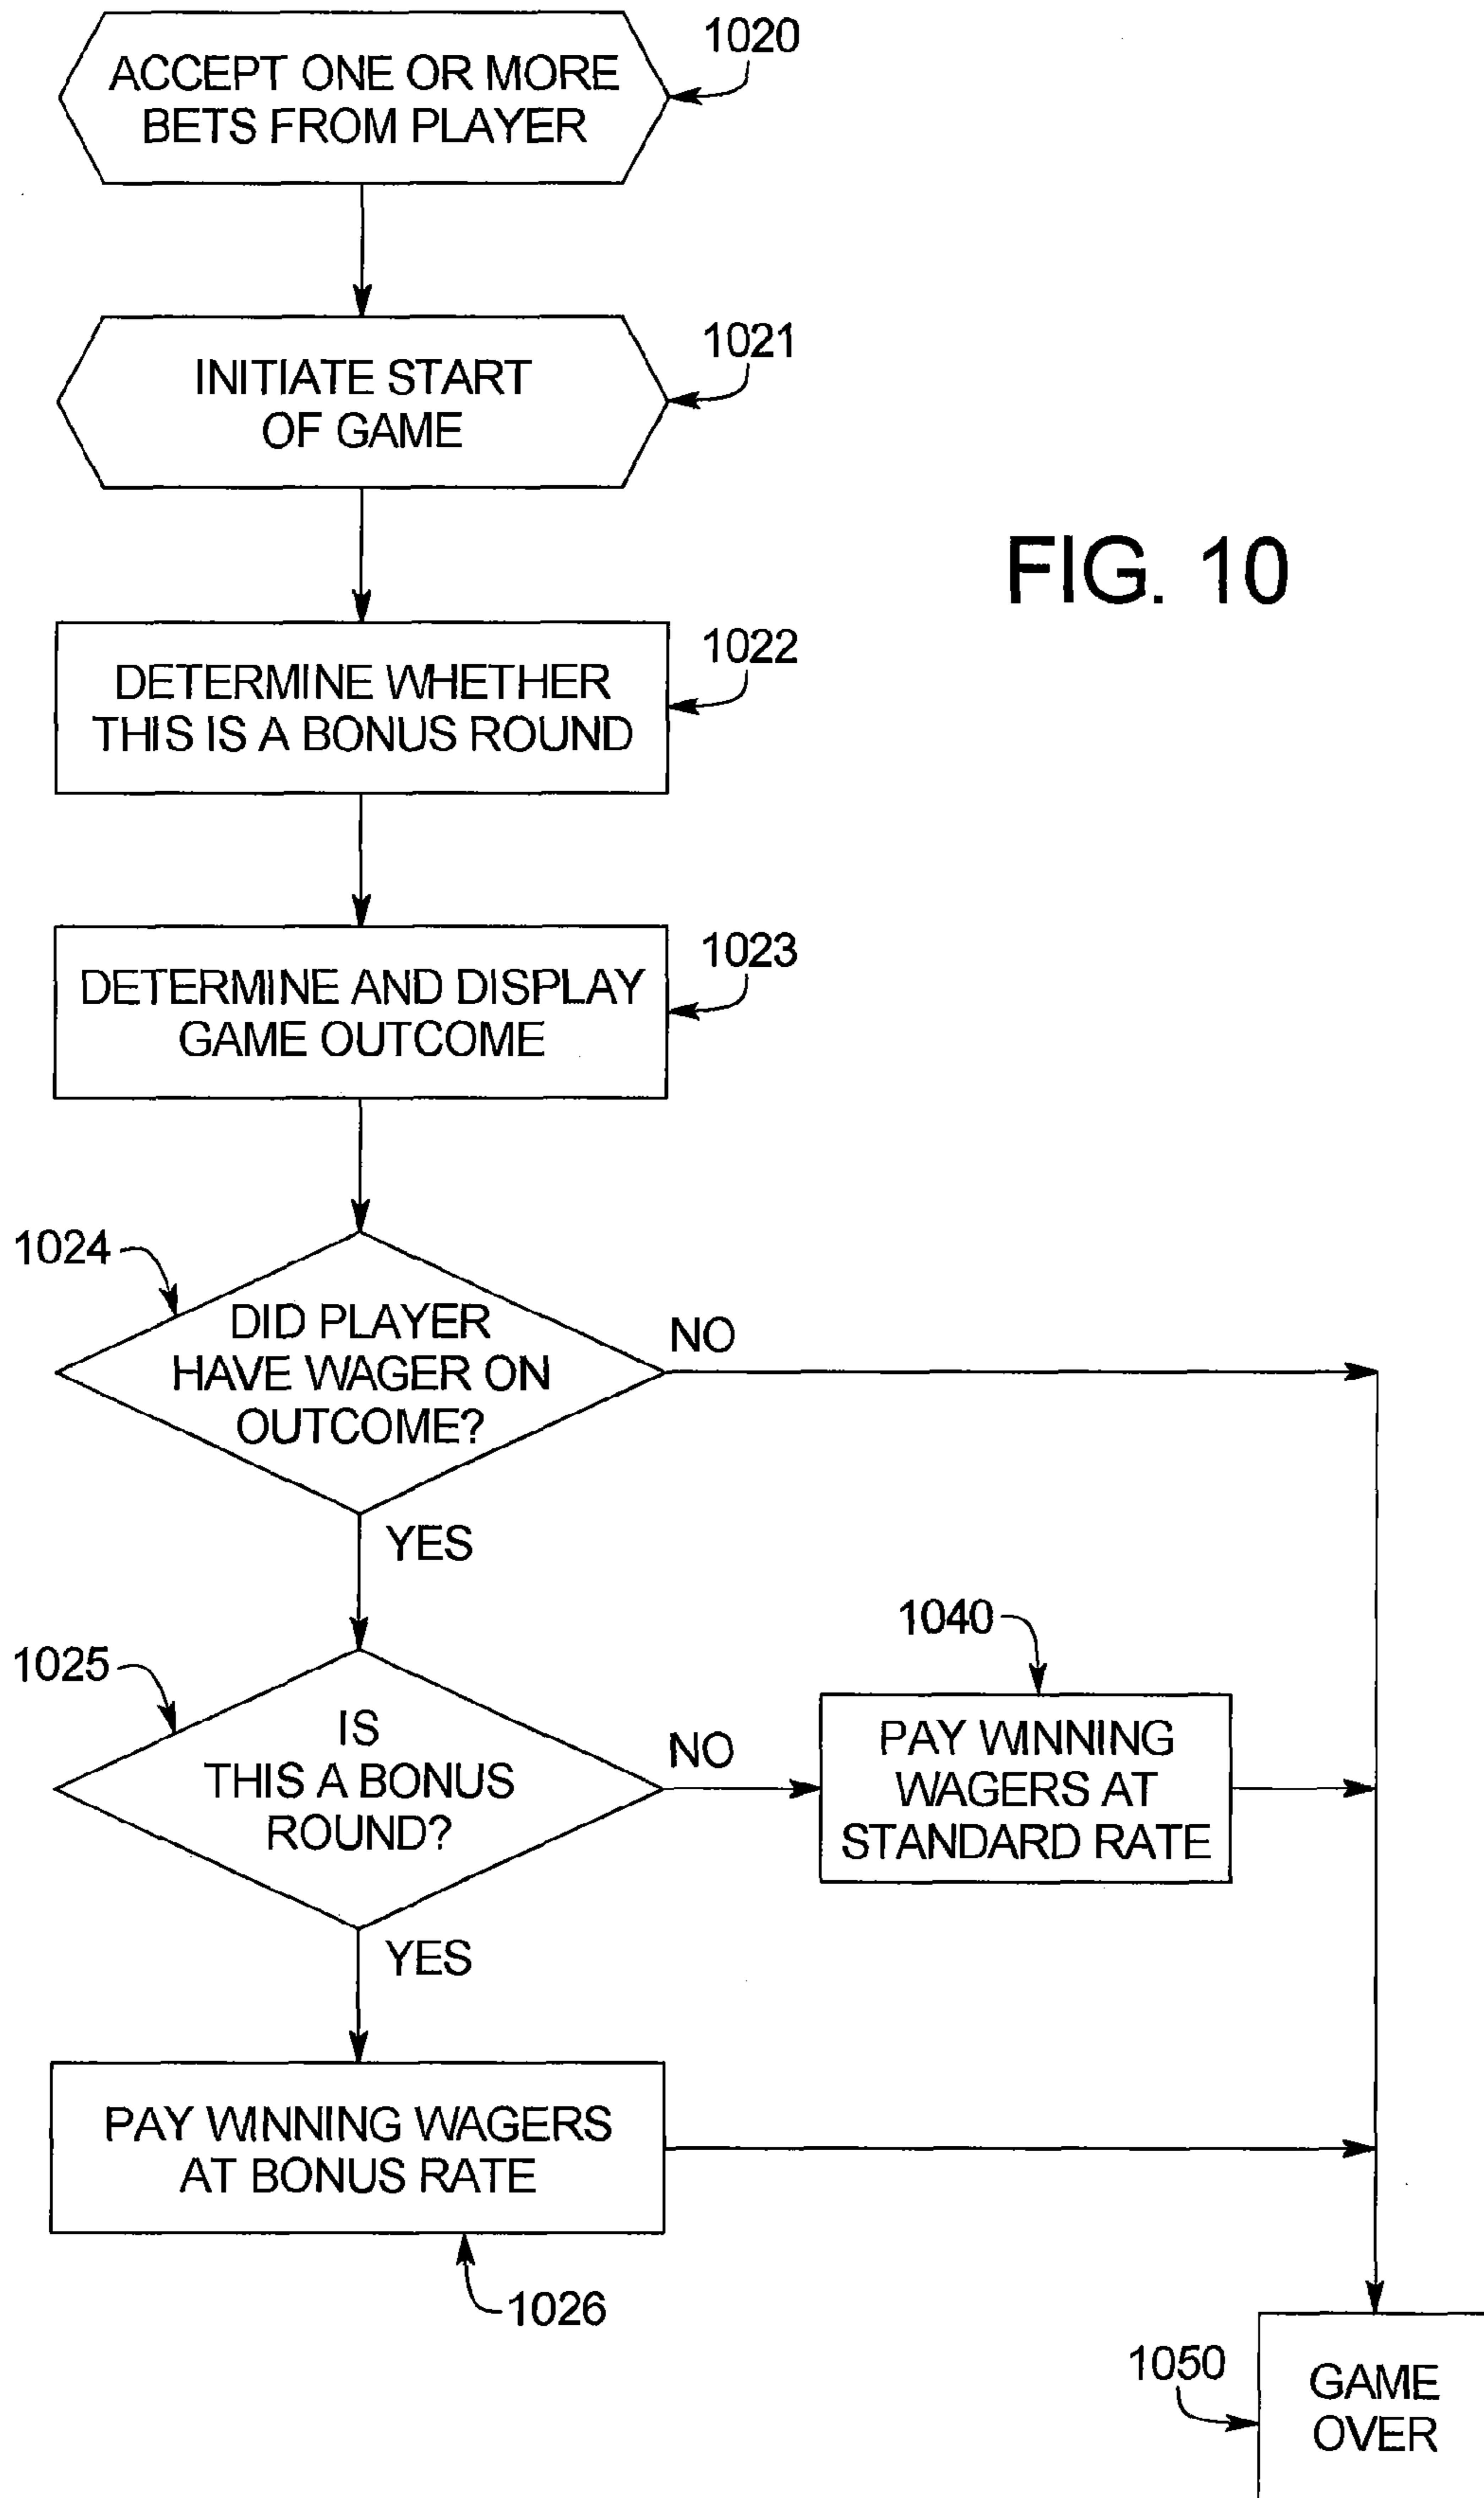 ACCEPT ONE OR MORE
BETS FROM PLAYER
1020
INITIATE START
OF GAME
1021
FIG. 10
DETERMINE WHETHER
THIS IS A BONUS ROUND
1022
DETERMINE AND DISPLAY
GAME OUTCOME
1023
1024
DID PLAYER
HAVE WAGER ON
OUTCOME?
NO
YES
1025
IS
THIS A BONUS
ROUND?
NO
1040
PAY WINNING
WAGERS AT
STANDARD RATE
YES
PAY WINNING WAGERS
AT BONUS RATE
1026
1050
GAME
OVER